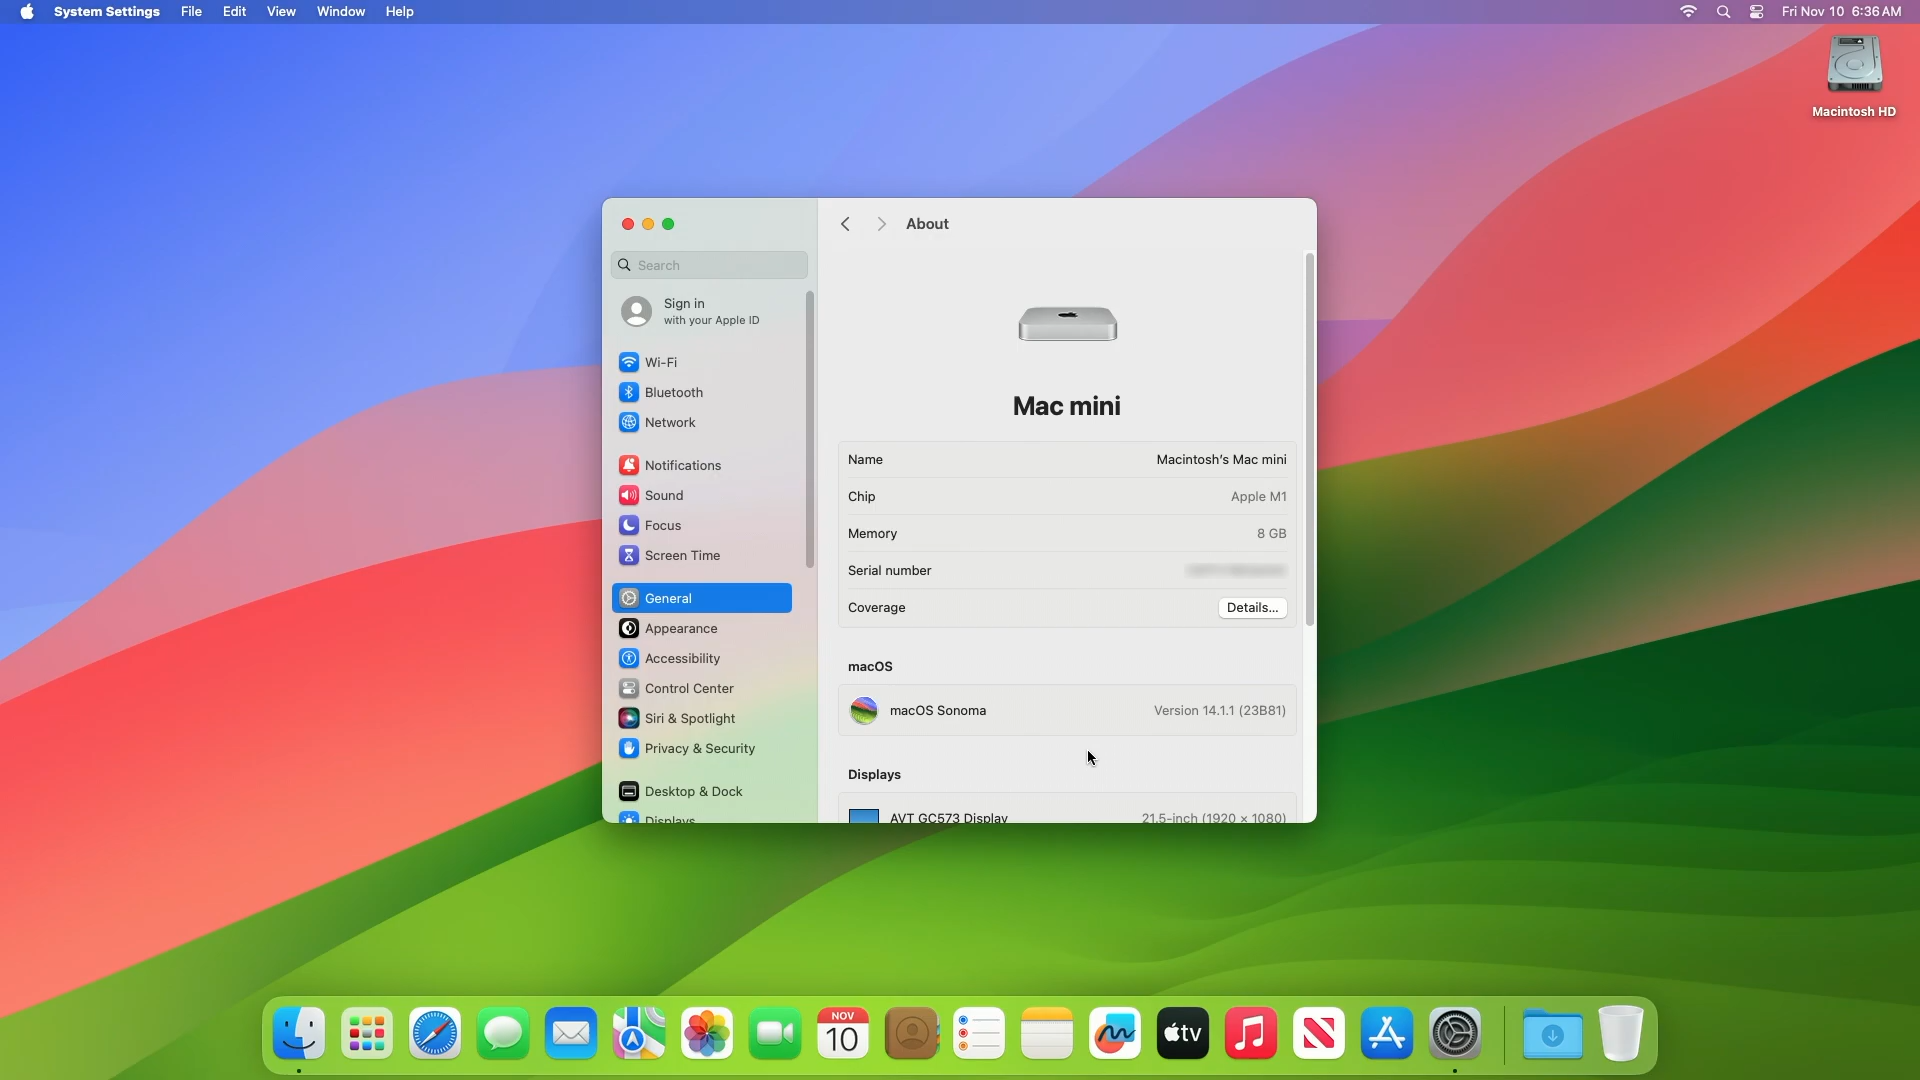 System Settings File Edit View Window Help Fri Nov 10 6:36 AM
Macintosh HD
About
Search
Sign in
with your Apple ID
Wi-Fi
Bluetooth
Network
Notifications
Sound
Focus
Screen Time
General
Appearance
Accessibility
Control Center
Siri & Spotlight
Privacy & Security
Desktop & Dock
Displays
Mac mini
Name Macintosh's Mac mini
Chip Apple M1
Memory 8 GB
Serial number
Coverage Details...
macOS
macOS Sonoma Version 14.1.1 (23B81)
Displays
AVT GC573 Display 21.5-inch (1920 × 1080)
NOV
10
tv